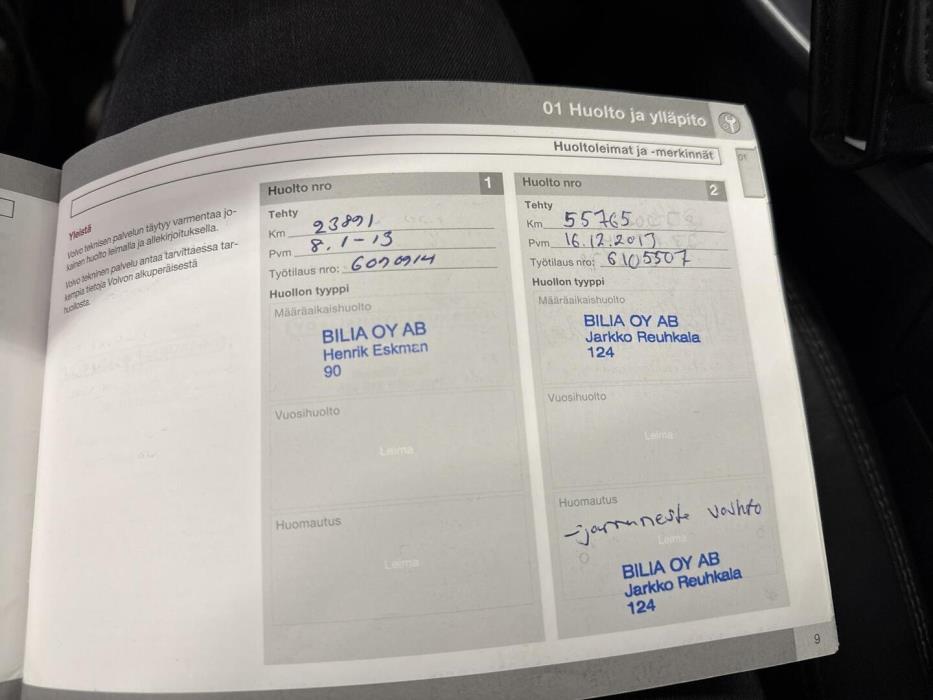 01 Huolto ja ylläpito
Huoltoleimat ja -merkinnät
01
Yleistä
Volvo teknisen palvelun täytyy varmentaa jo-
kainen huolto leimalla ja allekirjoituksella.
Volvo tekninen palvelu antaa tarvittaessa tar-
kempia tietoja Volvon alkuperäisestä
huollosta.
Huolto nro 1
Tehty
Km 23891
Pvm 8.1-13
Työtilaus nro: 6090914
Huollon tyyppi
Määräaikaishuolto
BILIA OY AB
Henrik Eskman
90
Vuosihuolto
Leima
Huomautus
Leima
Huolto nro 2
Tehty
Km 55765
Pvm 16.12.2013
Työtilaus nro: 6105507
Huollon tyyppi
Määräaikaishuolto
BILIA OY AB
Jarkko Reuhkala
124
Vuosihuolto
Leima
Huomautus
-jarruneste vaihto
Leima
BILIA OY AB
Jarkko Reuhkala
124
9